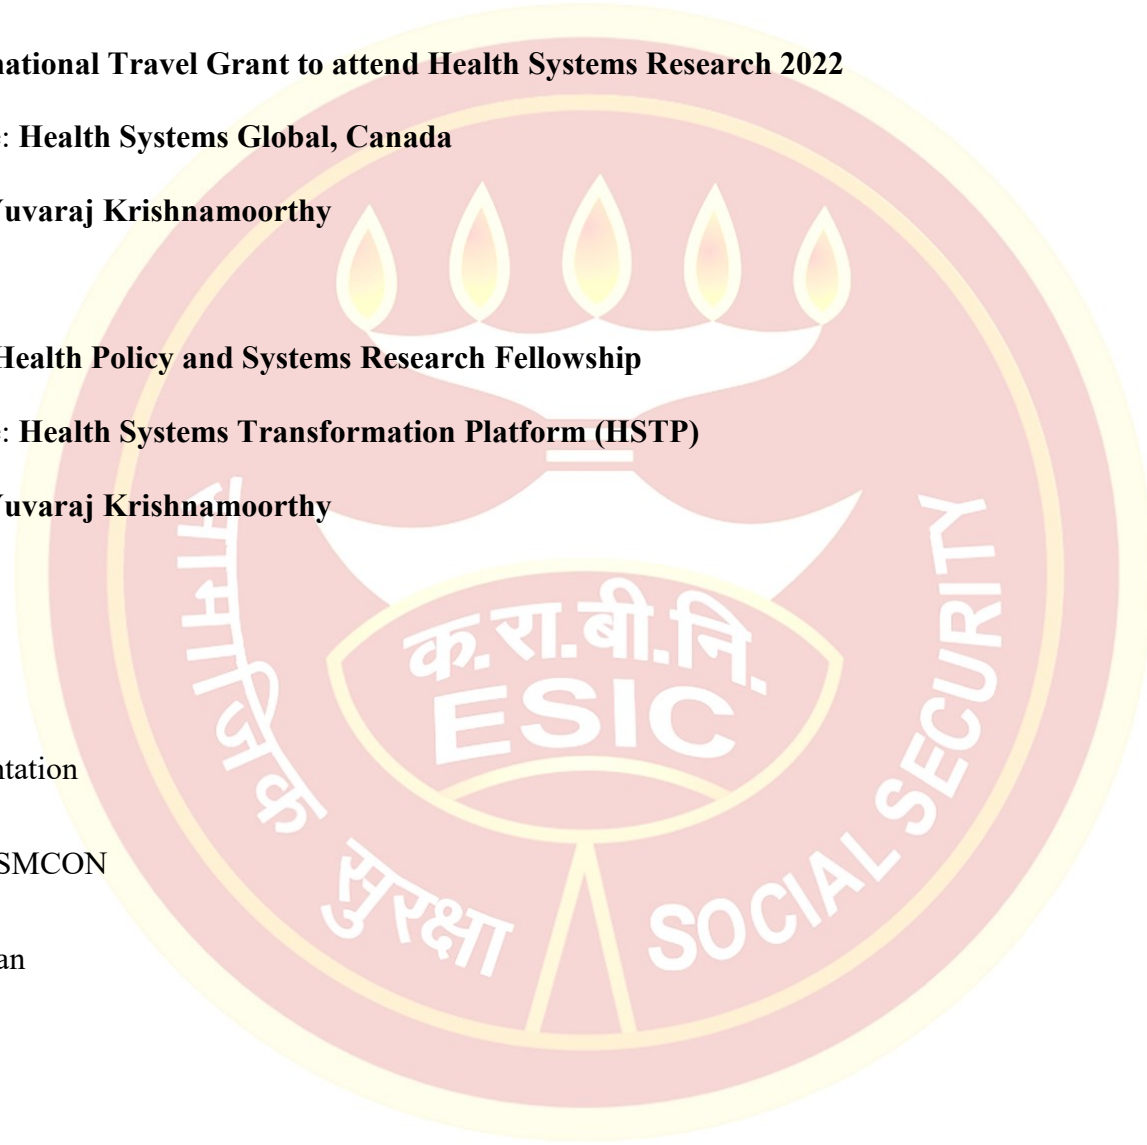 national Travel Grant to attend Health Systems Research 2022
e: Health Systems Global, Canada
Yuvaraj Krishnamoorthy
Health Policy and Systems Research Fellowship
e: Health Systems Transformation Platform (HSTP)
Yuvaraj Krishnamoorthy
क.रा.बी.नि.
ESIC
सामाजिक सुरक्षा
SOCIAL SECURITY
ntation
SMCON
an